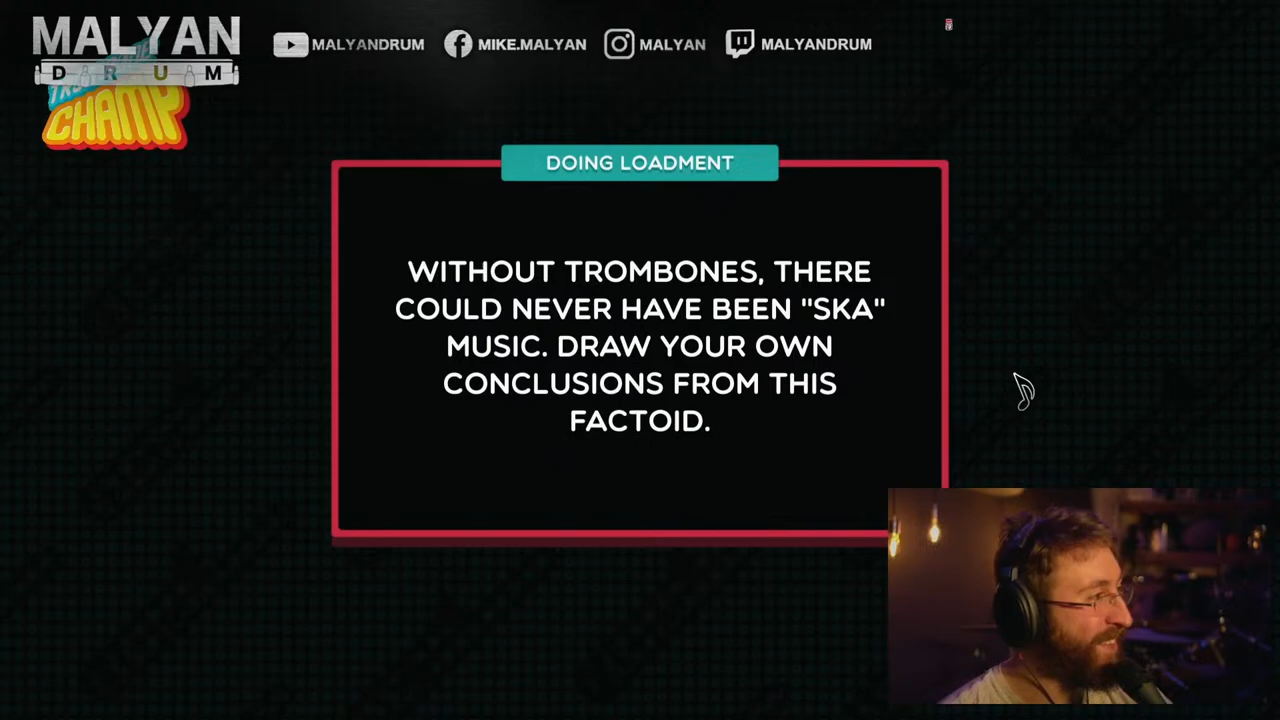 MALYAN
DRUM
CHAMP
MALYANDRUM
MIKE.MALYAN
MALYAN
MALYANDRUM
DOING LOADMENT
WITHOUT TROMBONES, THERE
COULD NEVER HAVE BEEN "SKA"
MUSIC. DRAW YOUR OWN
CONCLUSIONS FROM THIS
FACTOID.